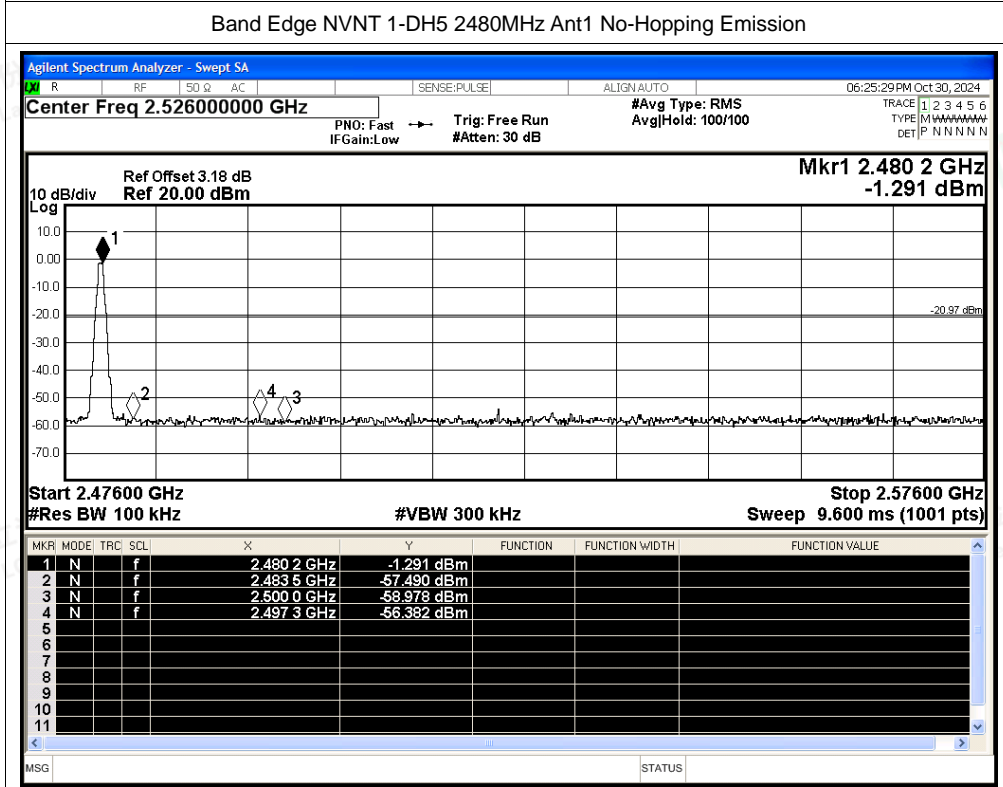 Band Edge NVNT 1-DH5 2480MHz Ant1 No-Hopping Emission
Agilent Spectrum Analyzer - Swept SA
LXI R RF 50 Ω AC SENSE:PULSE ALIGN AUTO 06:25:29 PM Oct 30, 2024
Center Freq 2.526000000 GHz #Avg Type: RMS TRACE 1 2 3 4 5 6
PNO: Fast Trig: Free Run Avg|Hold: 100/100 TYPE M WWWWW
IFGain:Low #Atten: 30 dB DET P N N N N N
Mkr1 2.480 2 GHz
Ref Offset 3.18 dB
10 dB/div Ref 20.00 dBm -1.291 dBm
Log
10.0
1
0.00
-10.0
-20.0
-20.97 dBm
-30.0
-40.0
-50.0
2 4 3
-60.0
-70.0
Start 2.47600 GHz Stop 2.57600 GHz
#Res BW 100 kHz #VBW 300 kHz Sweep 9.600 ms (1001 pts)
MKR MODE TRC SCL X Y FUNCTION FUNCTION WIDTH FUNCTION VALUE
1 N f 2.480 2 GHz -1.291 dBm
2 N f 2.483 5 GHz -57.490 dBm
3 N f 2.500 0 GHz -58.978 dBm
4 N f 2.497 3 GHz -56.382 dBm
5
6
7
8
9
10
11
MSG STATUS